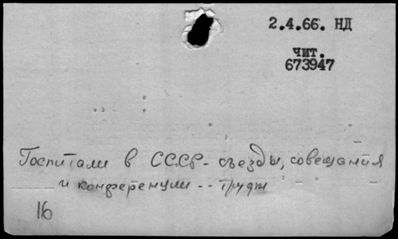 2.4.66. НД
чит.
673947
Госпитали в СССР - съезды, совещания
и конференции -- труды
16